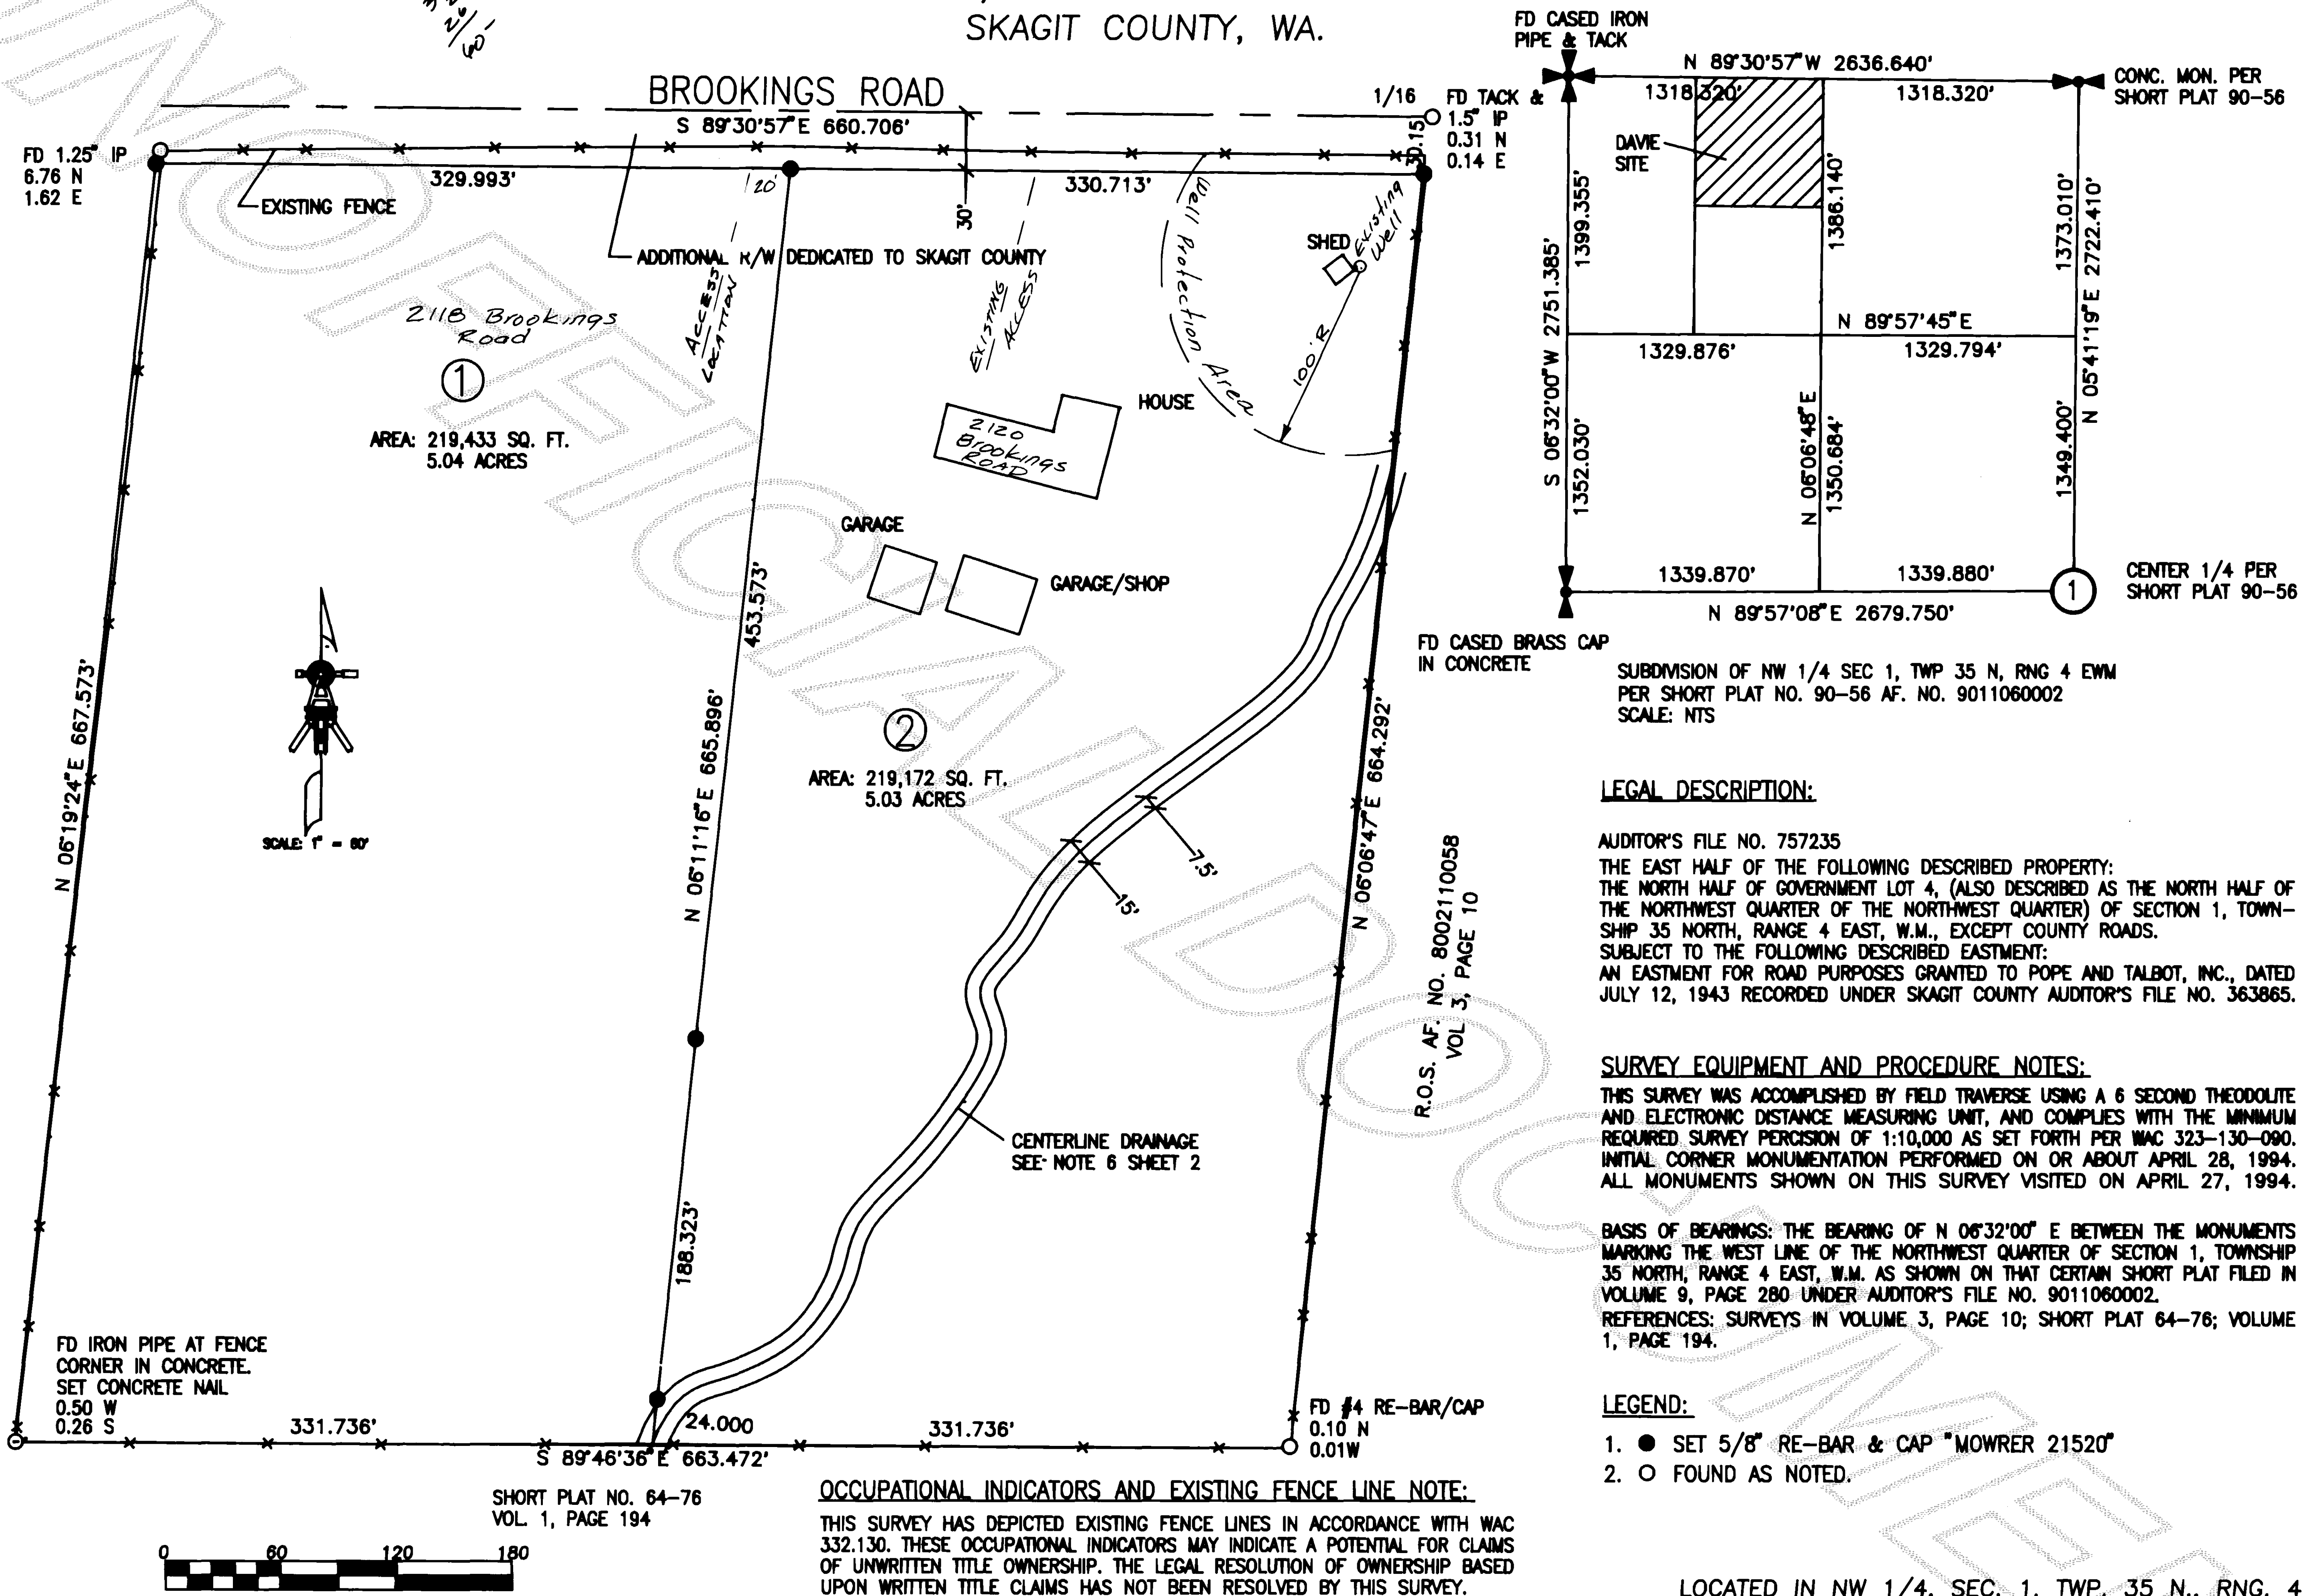 26/
60'
SKAGIT COUNTY, WA.
BROOKINGS ROAD
S 89°30'57" E 660.706'
1/16
FD TACK &
1.5" IP
0.31 N
0.14 E
30.15
FD 1.25" IP
6.76 N
1.62 E
329.993'
20'
330.713'
30'
EXISTING FENCE
ADDITIONAL R/W DEDICATED TO SKAGIT COUNTY
ACCESS
LOCATION
EXISTING
ACCESS
Well Protection Area
SHED
Existing
Well
100' R
2118 Brookings
Road
1
AREA: 219,433 SQ. FT.
5.04 ACRES
HOUSE
2120
Brookings
ROAD
GARAGE
GARAGE/SHOP
453.573'
N 06°19'24" E 667.573'
SCALE: 1" = 60'
N 06°11'16" E 665.896'
2
AREA: 219,172 SQ. FT.
5.03 ACRES
7.5'
15'
N 06°06'47" E 664.292'
R.O.S. AF. NO. 8002110058
VOL 3, PAGE 10
CENTERLINE DRAINAGE
SEE NOTE 6 SHEET 2
188.323'
FD IRON PIPE AT FENCE
CORNER IN CONCRETE.
SET CONCRETE NAIL
0.50 W
0.26 S
331.736'
24.000
331.736'
FD #4 RE-BAR/CAP
0.10 N
0.01W
S 89°46'36" E 663.472'
SHORT PLAT NO. 64-76
VOL. 1, PAGE 194
0 60 120 180
OCCUPATIONAL INDICATORS AND EXISTING FENCE LINE NOTE:
THIS SURVEY HAS DEPICTED EXISTING FENCE LINES IN ACCORDANCE WITH WAC
332.130. THESE OCCUPATIONAL INDICATORS MAY INDICATE A POTENTIAL FOR CLAIMS
OF UNWRITTEN TITLE OWNERSHIP. THE LEGAL RESOLUTION OF OWNERSHIP BASED
UPON WRITTEN TITLE CLAIMS HAS NOT BEEN RESOLVED BY THIS SURVEY.
FD CASED IRON
PIPE & TACK
N 89°30'57" W 2636.640'
1318.320'
1318.320'
CONC. MON. PER
SHORT PLAT 90-56
DAVIE
SITE
S 06°32'00" W 2751.385'
1399.355'
1386.140'
1373.010'
N 05°41'19" E 2722.410'
N 89°57'45" E
1329.876'
1329.794'
1352.030'
N 06°06'48" E
1350.684'
1349.400'
1339.870'
1339.880'
1
CENTER 1/4 PER
SHORT PLAT 90-56
N 89°57'08" E 2679.750'
FD CASED BRASS CAP
IN CONCRETE
SUBDIVISION OF NW 1/4 SEC 1, TWP 35 N, RNG 4 EWM
PER SHORT PLAT NO. 90-56 AF. NO. 9011060002
SCALE: NTS
LEGAL DESCRIPTION:
AUDITOR'S FILE NO. 757235
THE EAST HALF OF THE FOLLOWING DESCRIBED PROPERTY:
THE NORTH HALF OF GOVERNMENT LOT 4, (ALSO DESCRIBED AS THE NORTH HALF OF
THE NORTHWEST QUARTER OF THE NORTHWEST QUARTER) OF SECTION 1, TOWN-
SHIP 35 NORTH, RANGE 4 EAST, W.M., EXCEPT COUNTY ROADS.
SUBJECT TO THE FOLLOWING DESCRIBED EASTMENT:
AN EASTMENT FOR ROAD PURPOSES GRANTED TO POPE AND TALBOT, INC., DATED
JULY 12, 1943 RECORDED UNDER SKAGIT COUNTY AUDITOR'S FILE NO. 363865.
SURVEY EQUIPMENT AND PROCEDURE NOTES:
THIS SURVEY WAS ACCOMPLISHED BY FIELD TRAVERSE USING A 6 SECOND THEODOLITE
AND ELECTRONIC DISTANCE MEASURING UNIT, AND COMPLIES WITH THE MINIMUM
REQUIRED SURVEY PERCISION OF 1:10,000 AS SET FORTH PER WAC 323-130-090.
INITIAL CORNER MONUMENTATION PERFORMED ON OR ABOUT APRIL 28, 1994.
ALL MONUMENTS SHOWN ON THIS SURVEY VISITED ON APRIL 27, 1994.
BASIS OF BEARINGS: THE BEARING OF N 06°32'00" E BETWEEN THE MONUMENTS
MARKING THE WEST LINE OF THE NORTHWEST QUARTER OF SECTION 1, TOWNSHIP
35 NORTH, RANGE 4 EAST, W.M. AS SHOWN ON THAT CERTAIN SHORT PLAT FILED IN
VOLUME 9, PAGE 280 UNDER AUDITOR'S FILE NO. 9011060002.
REFERENCES: SURVEYS IN VOLUME 3, PAGE 10; SHORT PLAT 64-76; VOLUME
1, PAGE 194.
LEGEND:
1. ● SET 5/8" RE-BAR & CAP "MOWRER 21520"
2. O FOUND AS NOTED.
LOCATED IN NW 1/4, SEC. 1, TWP. 35 N., RNG. 4
UNOFFICIAL DOCUMENT